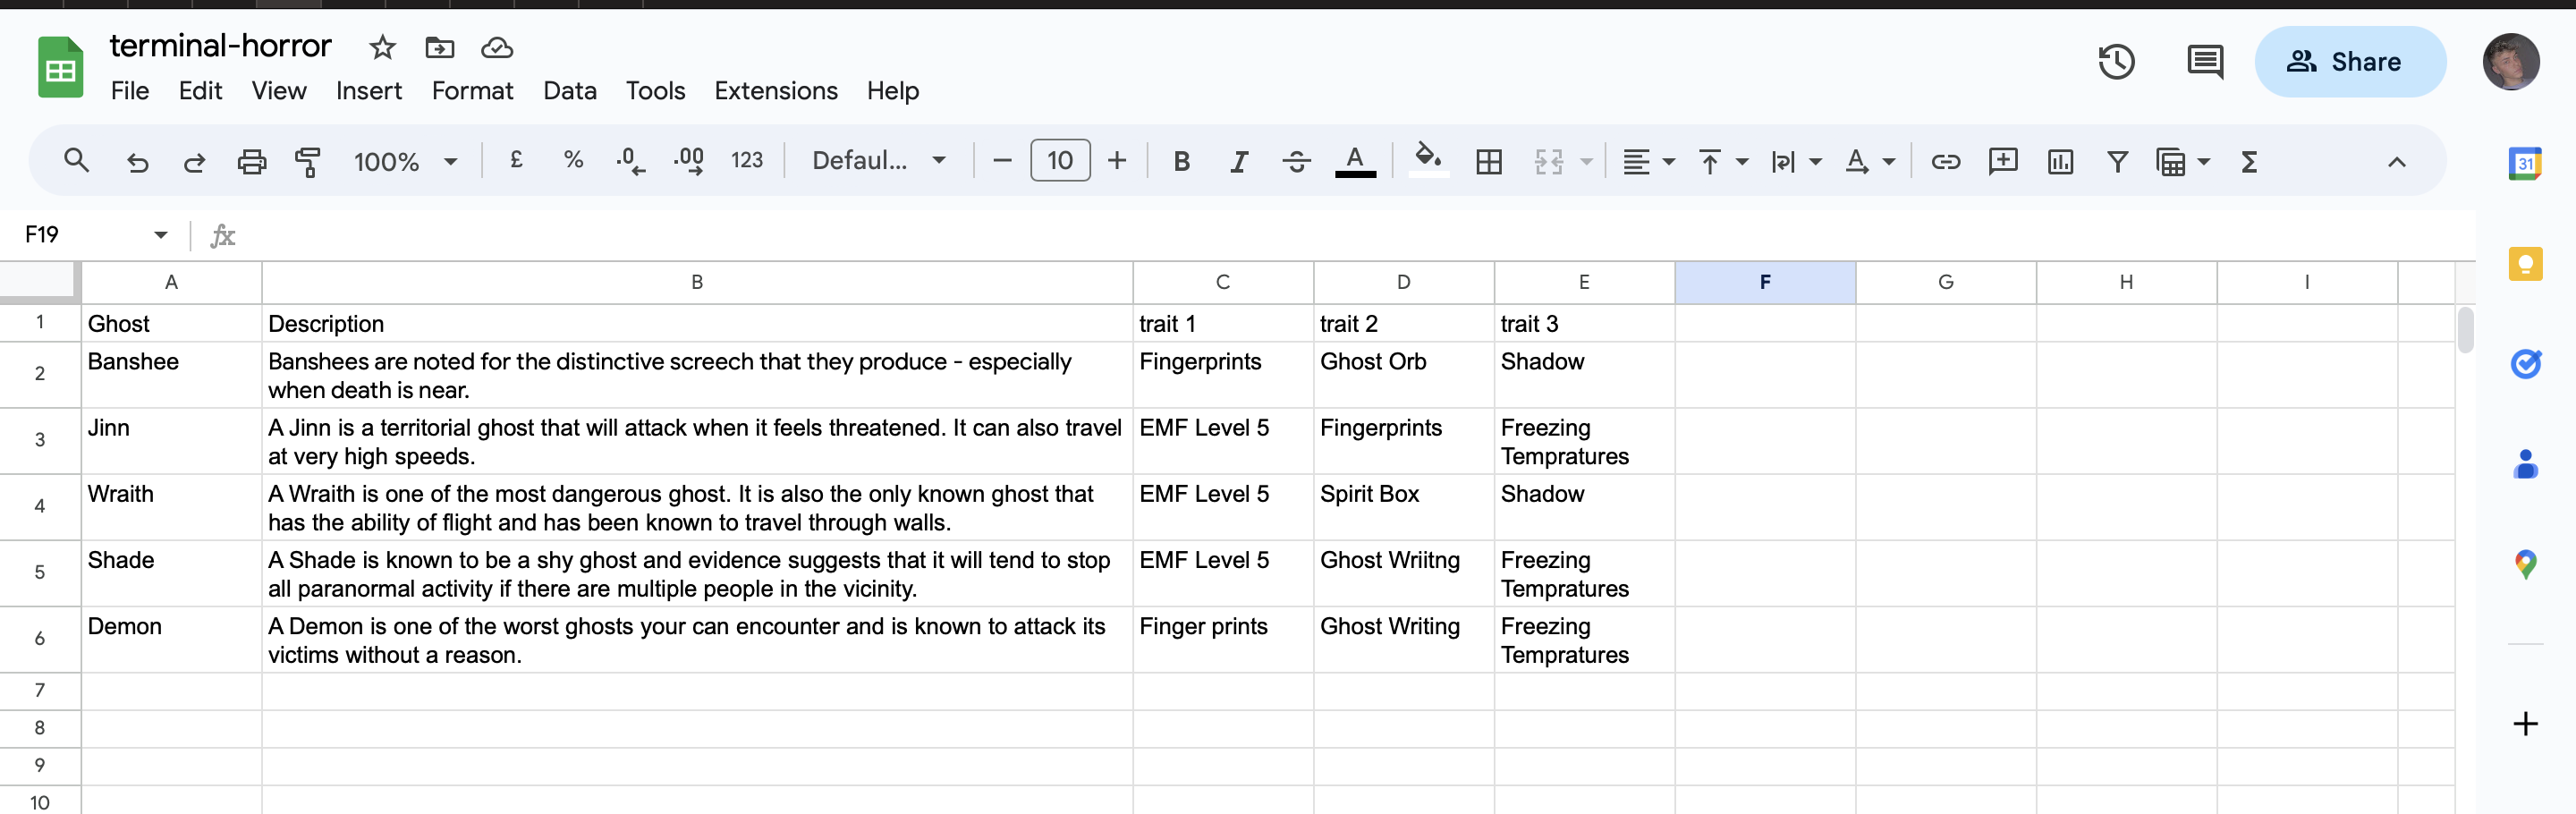 terminal-horror
File Edit View Insert Format Data Tools Extensions Help
Share
100% £ % .0 .00 123 Defaul... 10 B I S A A Σ 31
F19 fx
A B C D E F G H I
1 Ghost Description trait 1 trait 2 trait 3
2 Banshee Banshees are noted for the distinctive screech that they produce - especially
when death is near. Fingerprints Ghost Orb Shadow
3 Jinn A Jinn is a territorial ghost that will attack when it feels threatened. It can also travel
at very high speeds. EMF Level 5 Fingerprints Freezing
Tempratures
4 Wraith A Wraith is one of the most dangerous ghost. It is also the only known ghost that
has the ability of flight and has been known to travel through walls. EMF Level 5 Spirit Box Shadow
5 Shade A Shade is known to be a shy ghost and evidence suggests that it will tend to stop
all paranormal activity if there are multiple people in the vicinity. EMF Level 5 Ghost Wriitng Freezing
Tempratures
6 Demon A Demon is one of the worst ghosts your can encounter and is known to attack its
victims without a reason. Finger prints Ghost Writing Freezing
Tempratures
7
8
9
10